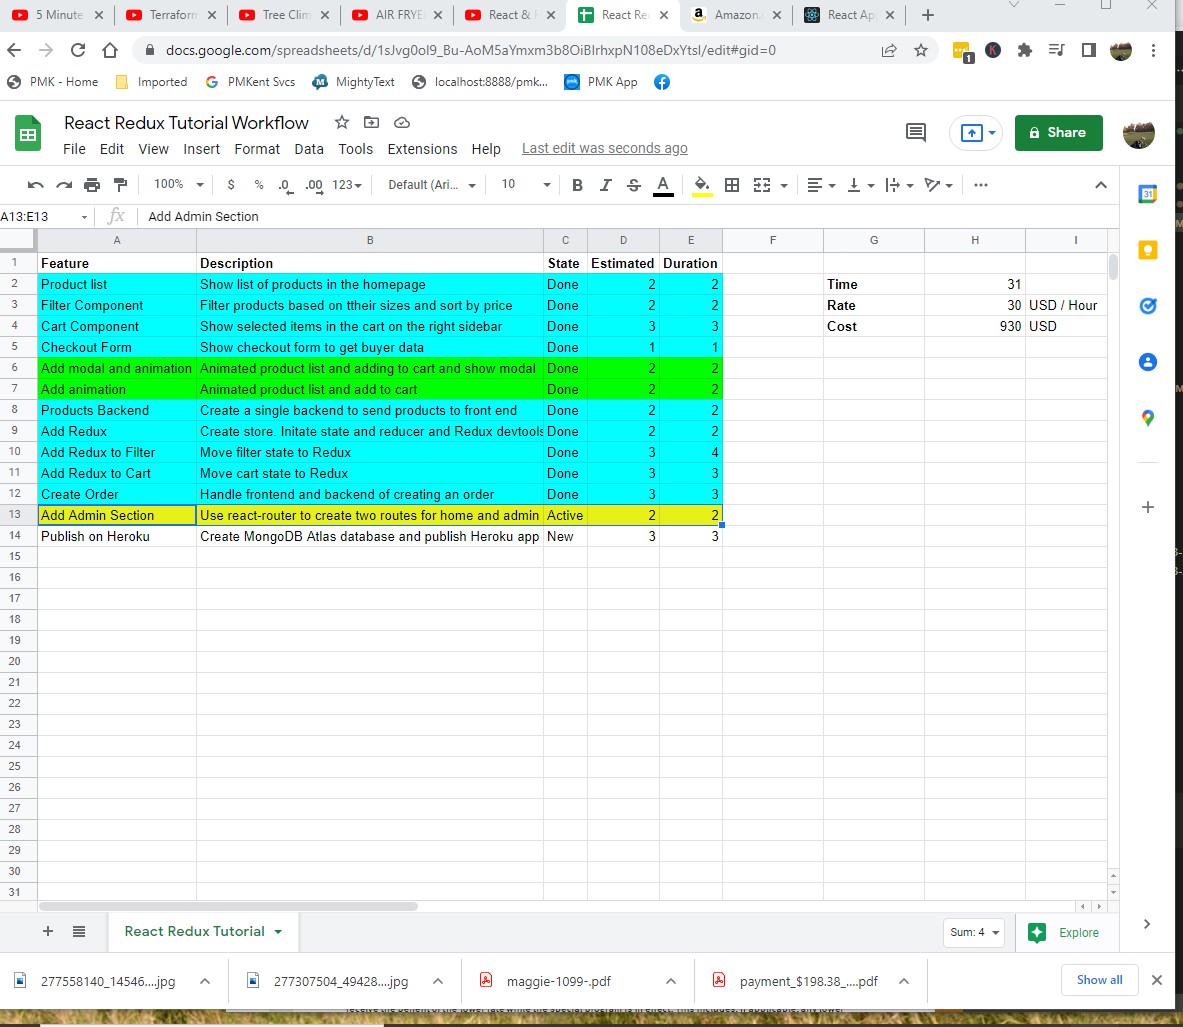 5 Minute
Terraform
Tree Clim
AIR FRYE
React &
React Re
Amazon.
React Ap
docs.google.com/spreadsheets/d/1sJvg0ol9_Bu-AoM5aYmxm3b8OiBIrhxpN108eDxYtsI/edit#gid=0
1
K
PMK - Home
Imported
PMKent Svcs
MightyText
localhost:8888/pmk...
PMK App
React Redux Tutorial Workflow
File Edit View Insert Format Data Tools Extensions Help Last edit was seconds ago
Share
100% $ % .0 .00 123 Default (Ari... 10 B I S A
31
A13:E13 fx Add Admin Section
A B C D E F G H I
1 Feature Description State Estimated Duration
2 Product list Show list of products in the homepage Done 2 2 Time 31
3 Filter Component Filter products based on ttheir sizes and sort by price Done 2 2 Rate 30 USD / Hour
4 Cart Component Show selected items in the cart on the right sidebar Done 3 3 Cost 930 USD
5 Checkout Form Show checkout form to get buyer data Done 1 1
6 Add modal and animation Animated product list and adding to cart and show modal Done 2 2
7 Add animation Animated product list and add to cart Done 2 2
8 Products Backend Create a single backend to send products to front end Done 2 2
9 Add Redux Create store. Initate state and reducer and Redux devtools Done 2 2
10 Add Redux to Filter Move filter state to Redux Done 3 4
11 Add Redux to Cart Move cart state to Redux Done 3 3
12 Create Order Handle frontend and backend of creating an order Done 3 3
13 Add Admin Section Use react-router to create two routes for home and admin Active 2 2
14 Publish on Heroku Create MongoDB Atlas database and publish Heroku app New 3 3
15
16
17
18
19
20
21
22
23
24
25
26
27
28
29
30
31
React Redux Tutorial
Sum: 4
Explore
277558140_14546....jpg
277307504_49428....jpg
maggie-1099-.pdf
payment_$198.38_....pdf
Show all